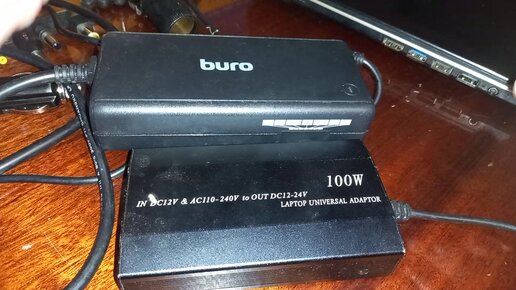 buro
100W
IN DC12V & AC110-240V to OUT DC12-24V
LAPTOP UNIVERSAL ADAPTOR